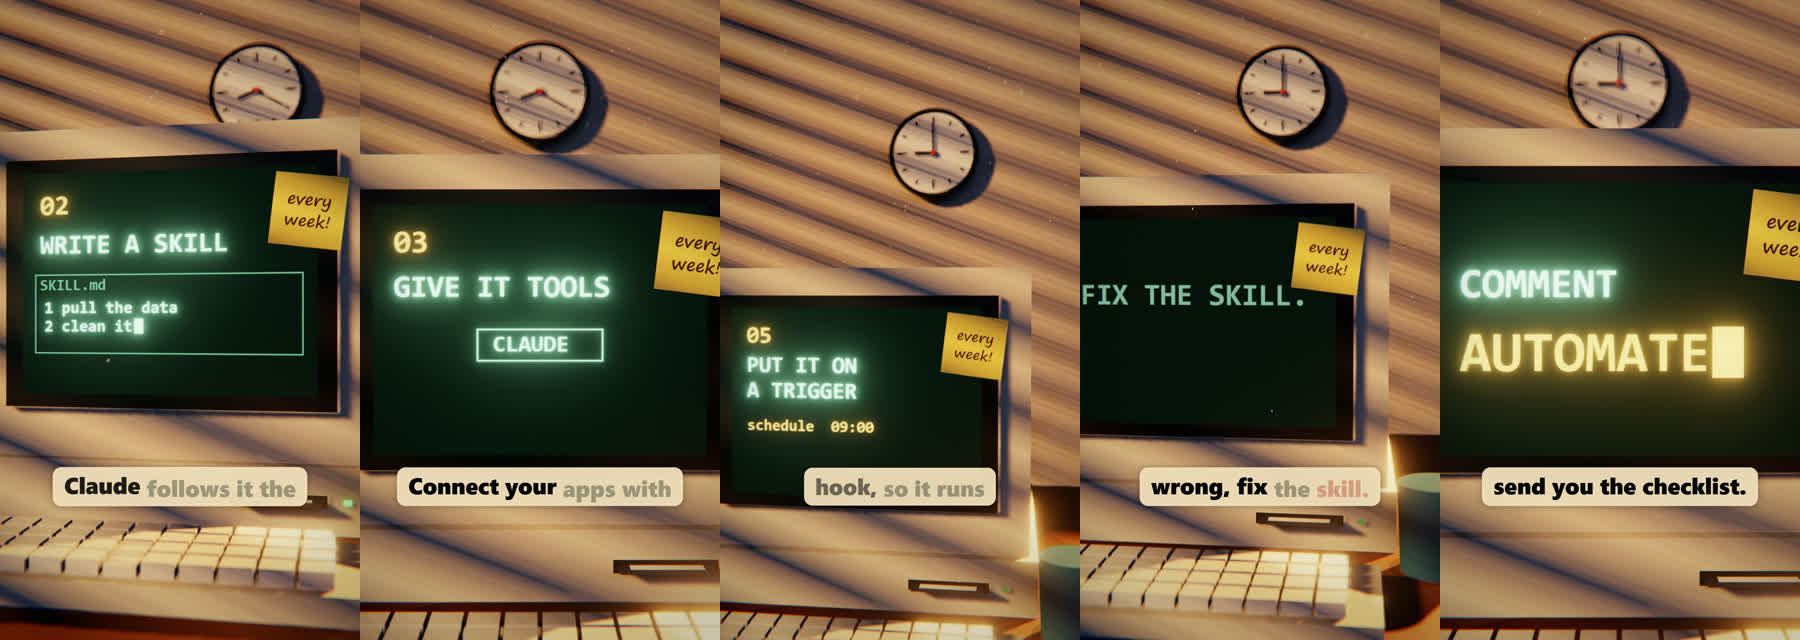 02
WRITE A SKILL
SKILL.md
1 pull the data
2 clean it
every
week!
Claude follows it the
03
GIVE IT TOOLS
CLAUDE
every
week!
Connect your apps with
05
PUT IT ON
A TRIGGER
schedule 09:00
every
week!
hook, so it runs
FIX THE SKILL.
every
week!
wrong, fix the skill.
COMMENT
AUTOMATE
send you the checklist.